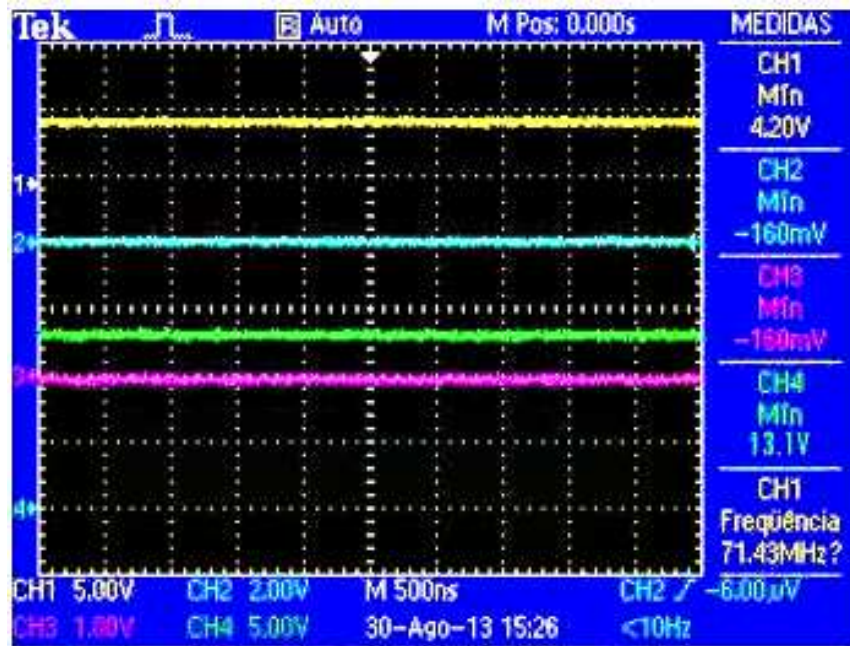 Tek Auto M Pos: 0.000s MEDIDAS
CH1
Mín
4.20V
CH2
Mín
-160mV
CH3
Mín
-160mV
CH4
Mín
13.1V
CH1
Freqüência
71.43MHz?
1
2
3
4
CH1 5.00V CH2 2.00V M 500ns CH2 -6.00µV
CH3 1.00V CH4 5.00V 30-Ago-13 15:26 <10Hz